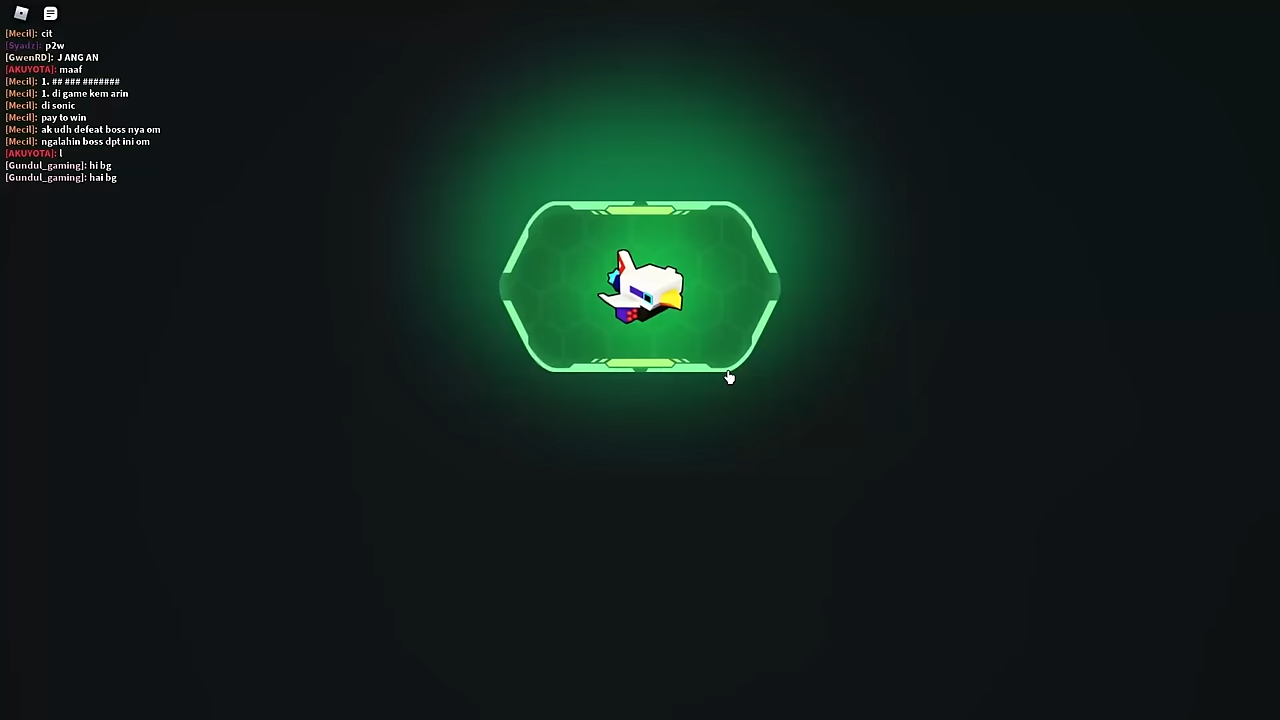 [Mecil]: cit
[Syadz]: p2w
[GwenRD]: J ANG AN
[AKUYOTA]: maaf
[Mecil]: 1. ## ### #######
[Mecil]: 1. di game kem arin
[Mecil]: di sonic
[Mecil]: pay to win
[Mecil]: ak udh defeat boss nya om
[Mecil]: ngalahin boss dpt ini om
[AKUYOTA]: l
[Gundul_gaming]: hi bg
[Gundul_gaming]: hai bg